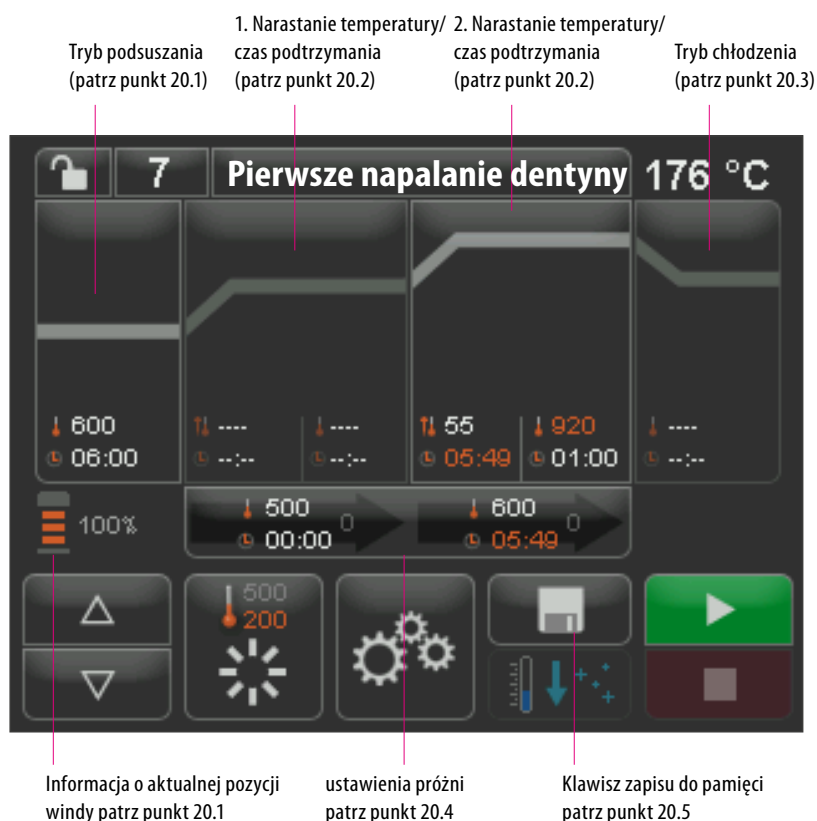 1. Narastanie temperatury/ 2. Narastanie temperatury/
Tryb podsuszania czas podtrzymania czas podtrzymania Tryb chłodzenia
(patrz punkt 20.1) (patrz punkt 20.2) (patrz punkt 20.2) (patrz punkt 20.3)
7 Pierwsze napalanie dentyny 176 °C
600 ---- ---- 55 920 ----
06:00 --:-- --:-- 05:49 01:00 --:--
100% 500 0 600 0
00:00 05:49
500
200
Informacja o aktualnej pozycji ustawienia próżni Klawisz zapisu do pamięci
windy patrz punkt 20.1 patrz punkt 20.4 patrz punkt 20.5